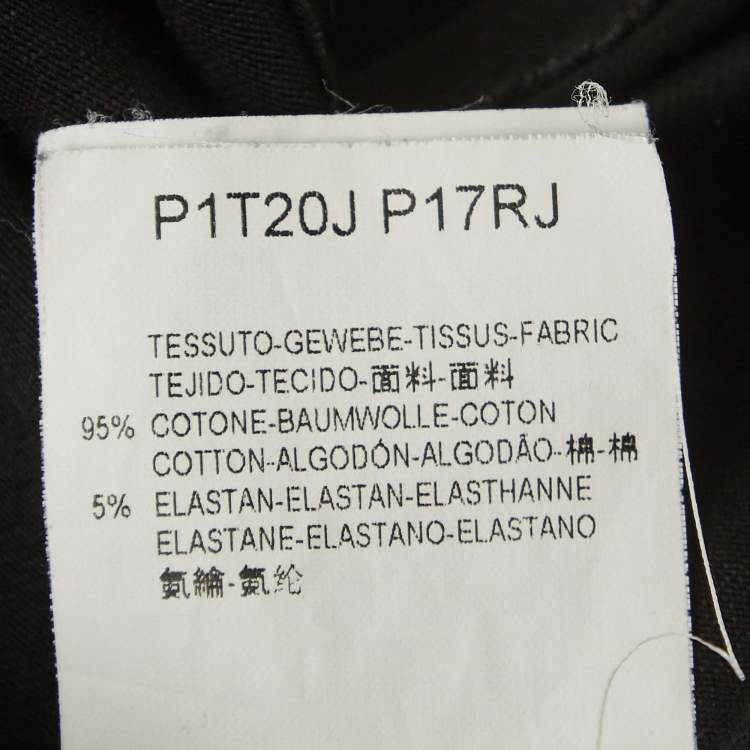 P1T20J P17RJ
TESSUTO-GEWEBE-TISSUS-FABRIC
TEJIDO-TECIDO-面料-面料
95% COTONE-BAUMWOLLE-COTON
COTTON-ALGODÓN-ALGODÃO-棉-棉
5% ELASTAN-ELASTAN-ELASTHANNE
ELASTANE-ELASTANO-ELASTANO
氨綸-氨纶